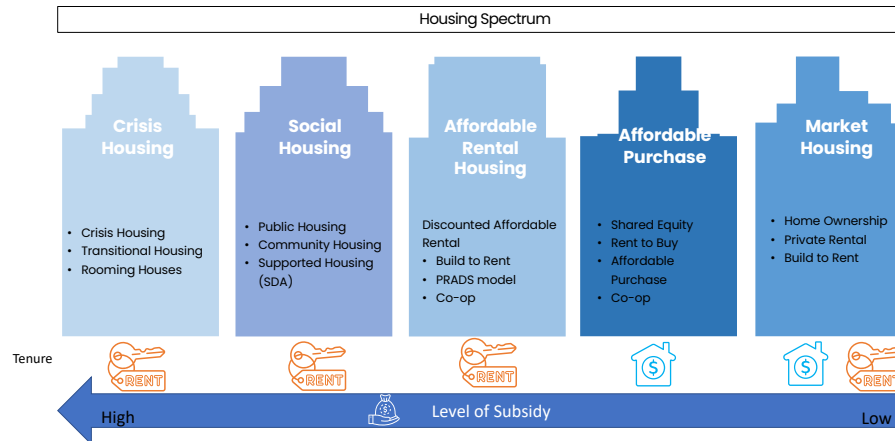 Housing Spectrum
Crisis
Housing
• Crisis Housing
• Transitional Housing
• Rooming Houses
Social
Housing
• Public Housing
• Community Housing
• Supported Housing
(SDA)
Affordable
Rental
Housing
Discounted Affordable
Rental
• Build to Rent
• PRADS model
• Co-op
Affordable
Purchase
• Shared Equity
• Rent to Buy
• Affordable
Purchase
• Co-op
Market
Housing
• Home Ownership
• Private Rental
• Build to Rent
Tenure
RENT
RENT
RENT
$
$
RENT
High
$
Level of Subsidy
Low